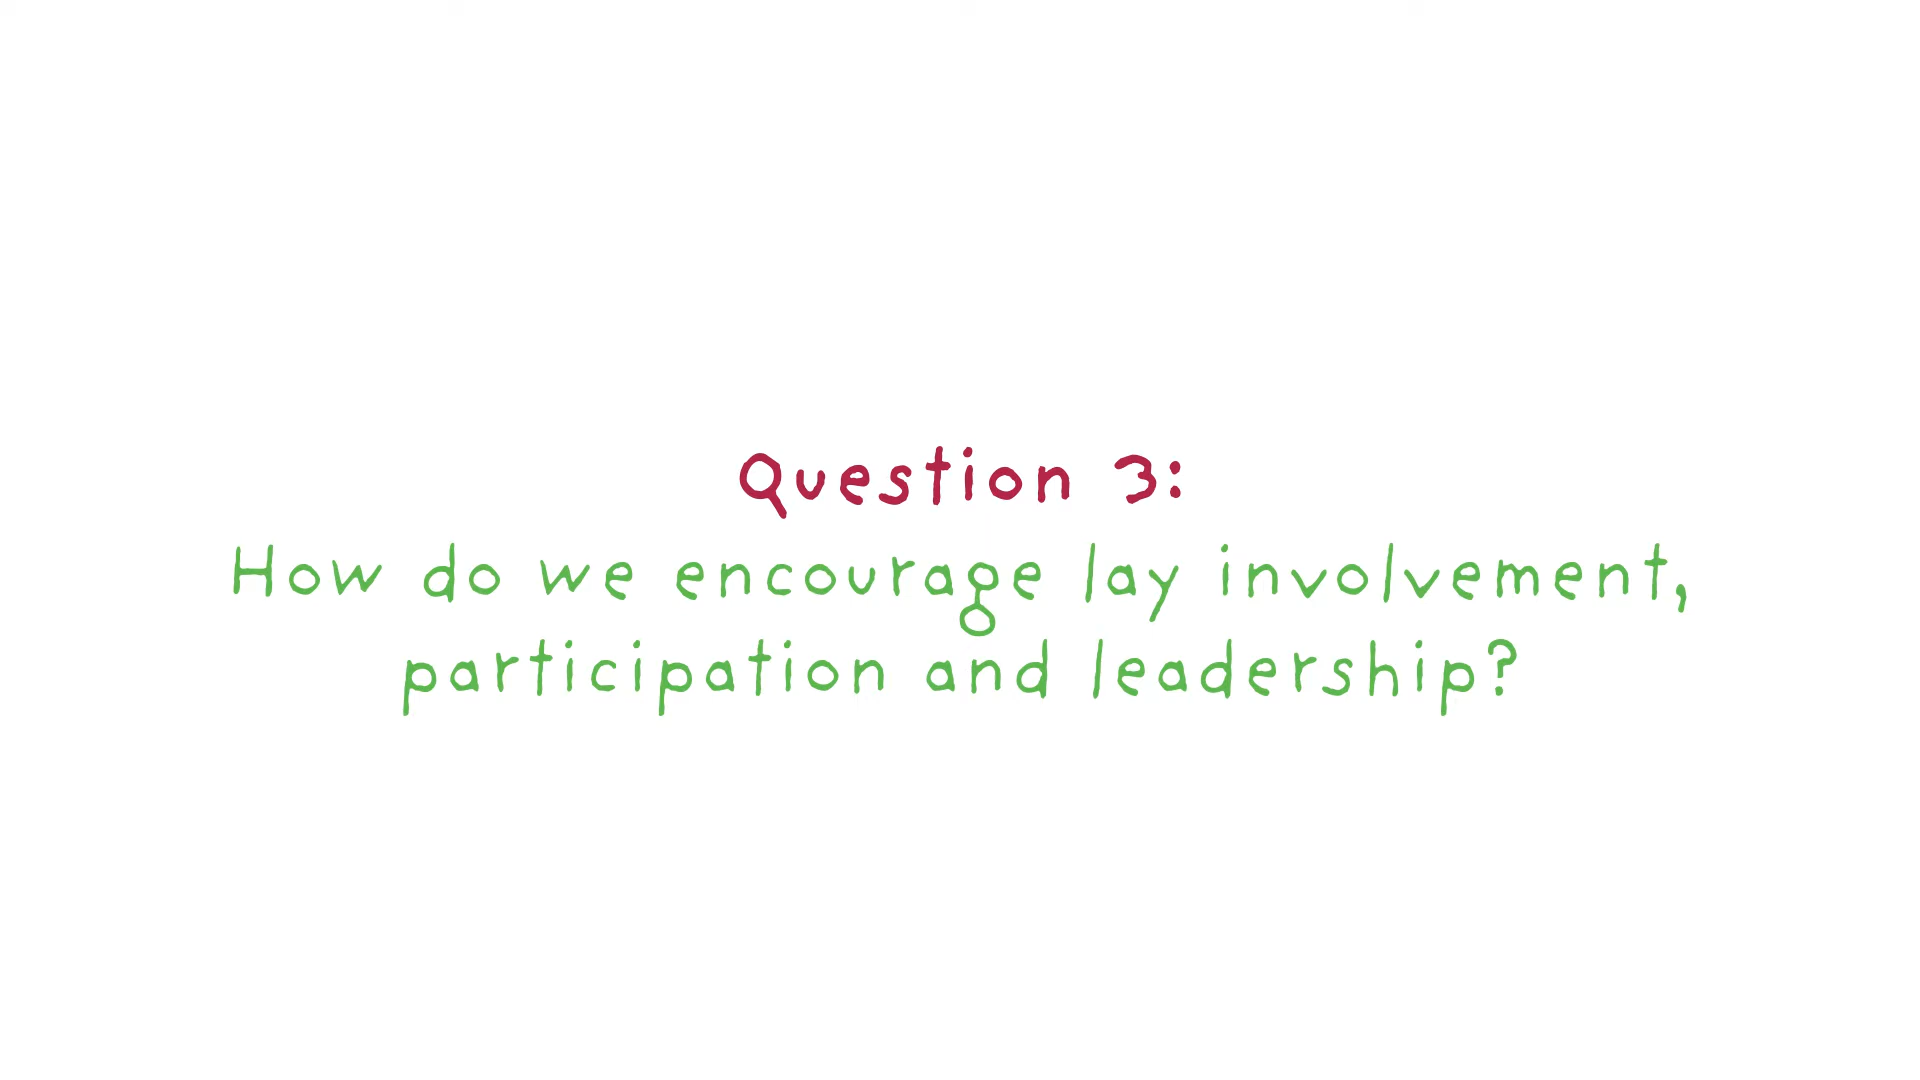 Question 3:
How do we encourage lay involvement,
participation and leadership?